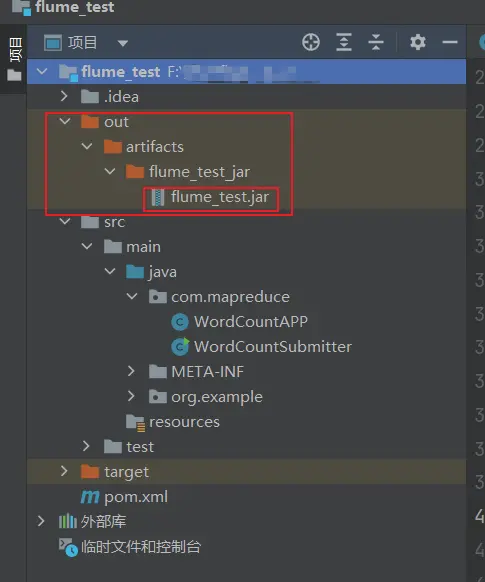 flume_test
项目
项目
flume_test F:\
.idea
out
artifacts
flume_test_jar
flume_test.jar
src
main
java
com.mapreduce
WordCountAPP
WordCountSubmitter
META-INF
org.example
resources
test
target
pom.xml
外部库
临时文件和控制台